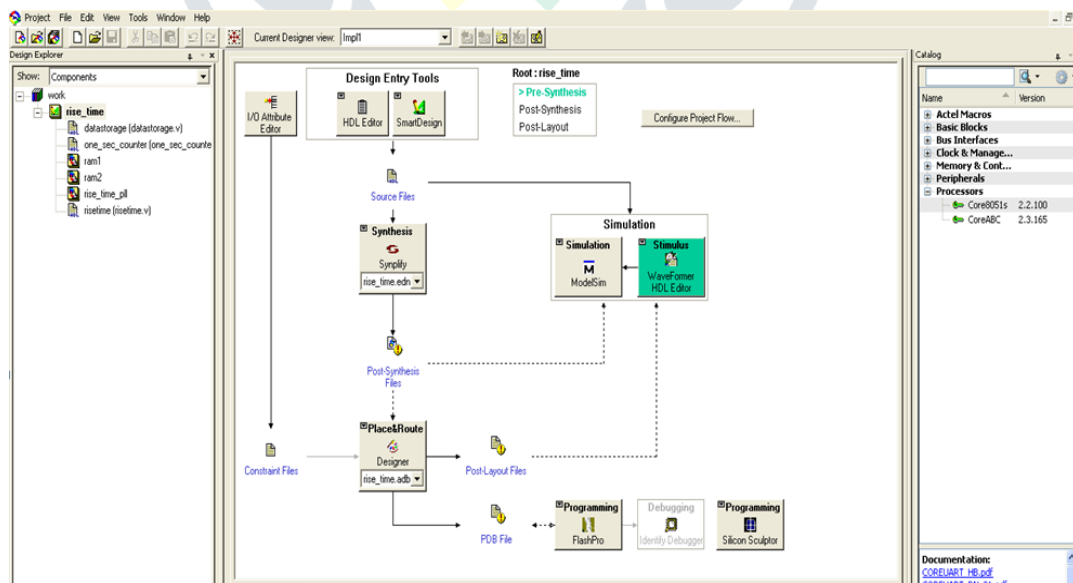 Project File Edit View Tools Window Help
Current Designer view: Impl1
Design Explorer
Show: Components
work
rise_time
datastorage (datastorage.v)
one_sec_counter (one_sec_counte
ram1
ram2
rise_time_pll
risetime (risetime.v)
Design Entry Tools
I/O Attribute
Editor
HDL Editor
SmartDesign
Root : rise_time
> Pre-Synthesis
Post-Synthesis
Post-Layout
Configure Project Flow...
Source Files
Synthesis
Synplify
rise_time.edn
Simulation
Simulation
ModelSim
Stimulus
WaveFormer
HDL Editor
Post-Synthesis
Files
Place&Route
Designer
rise_time.adb
Constraint Files
Post-Layout Files
PDB File
Programming
FlashPro
Debugging
Identify Debugger
Programming
Silicon Sculptor
Catalog
Name Version
Actel Macros
Basic Blocks
Bus Interfaces
Clock & Manage...
Memory & Cont...
Peripherals
Processors
Core8051s 2.2.100
CoreABC 2.3.165
Documentation:
COREUART_HB.pdf